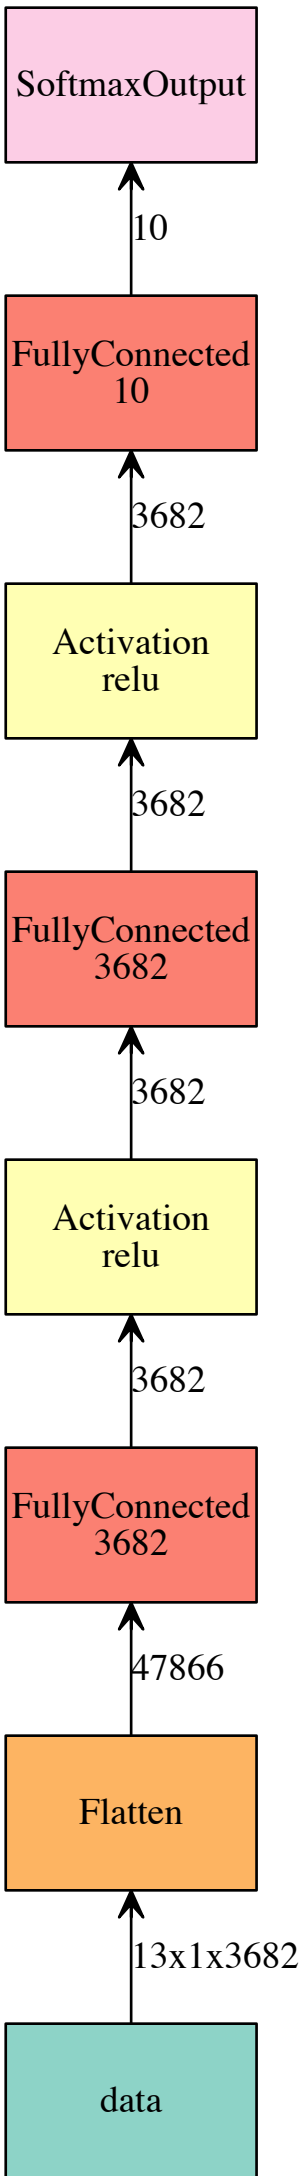 SoftmaxOutput
10
FullyConnected
10
3682
Activation
relu
3682
FullyConnected
3682
3682
Activation
relu
3682
FullyConnected
3682
47866
Flatten
13x1x3682
data